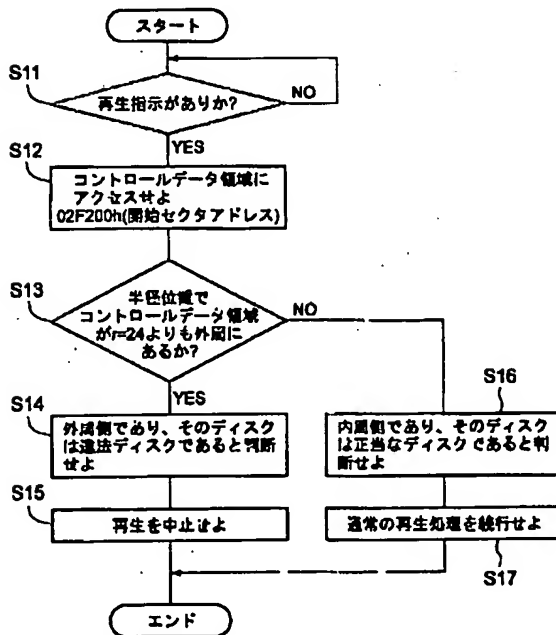 スタート
S11
再生指示がありか?
NO
YES
S12
コントロールデータ領域に
アクセスせよ
02F200h(開始セクタアドレス)
S13
半径位置で
コントロールデータ領域
がr=24よりも外周に
あるか?
NO
YES
S14
外周側であり、そのディスク
は違法ディスクであると判断
せよ
S16
内周側であり、そのディスク
は正当なディスクであると判
断せよ
S15
再生を中止せよ
通常の再生処理を続行せよ
S17
エンド